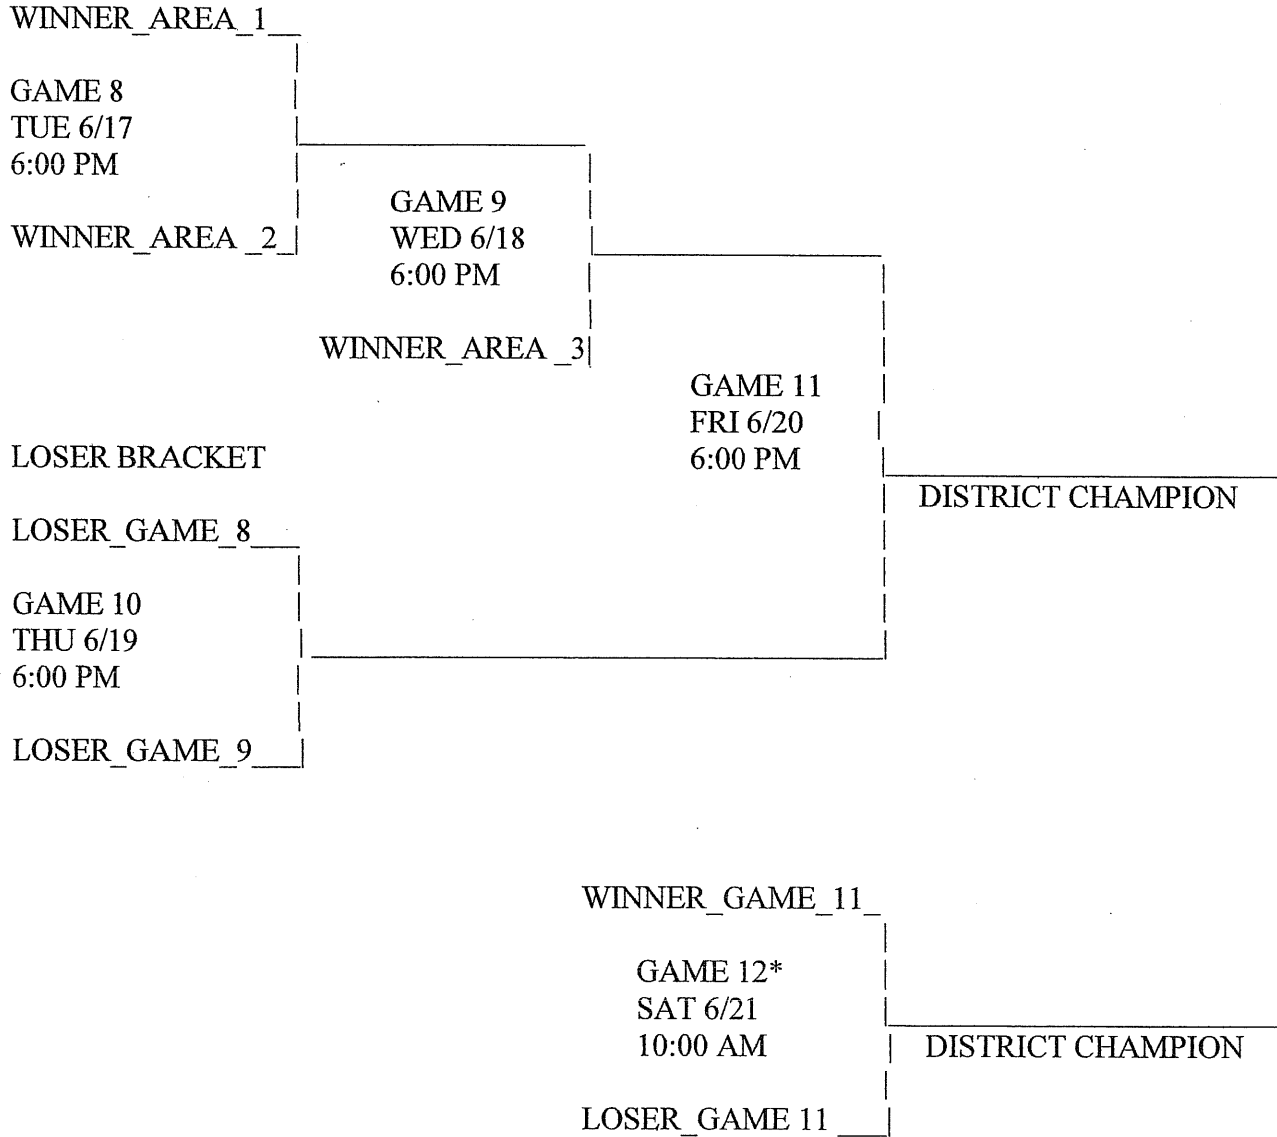 WINNER_AREA_1__
GAME 8
TUE 6/17
6:00 PM
WINNER_AREA _2_
GAME 9
WED 6/18
6:00 PM
WINNER_AREA _3
GAME 11
FRI 6/20
6:00 PM
DISTRICT CHAMPION
LOSER BRACKET
LOSER_GAME_8___
GAME 10
THU 6/19
6:00 PM
LOSER_GAME_9___
WINNER_GAME_11_
GAME 12*
SAT 6/21
10:00 AM
DISTRICT CHAMPION
LOSER_GAME 11 __